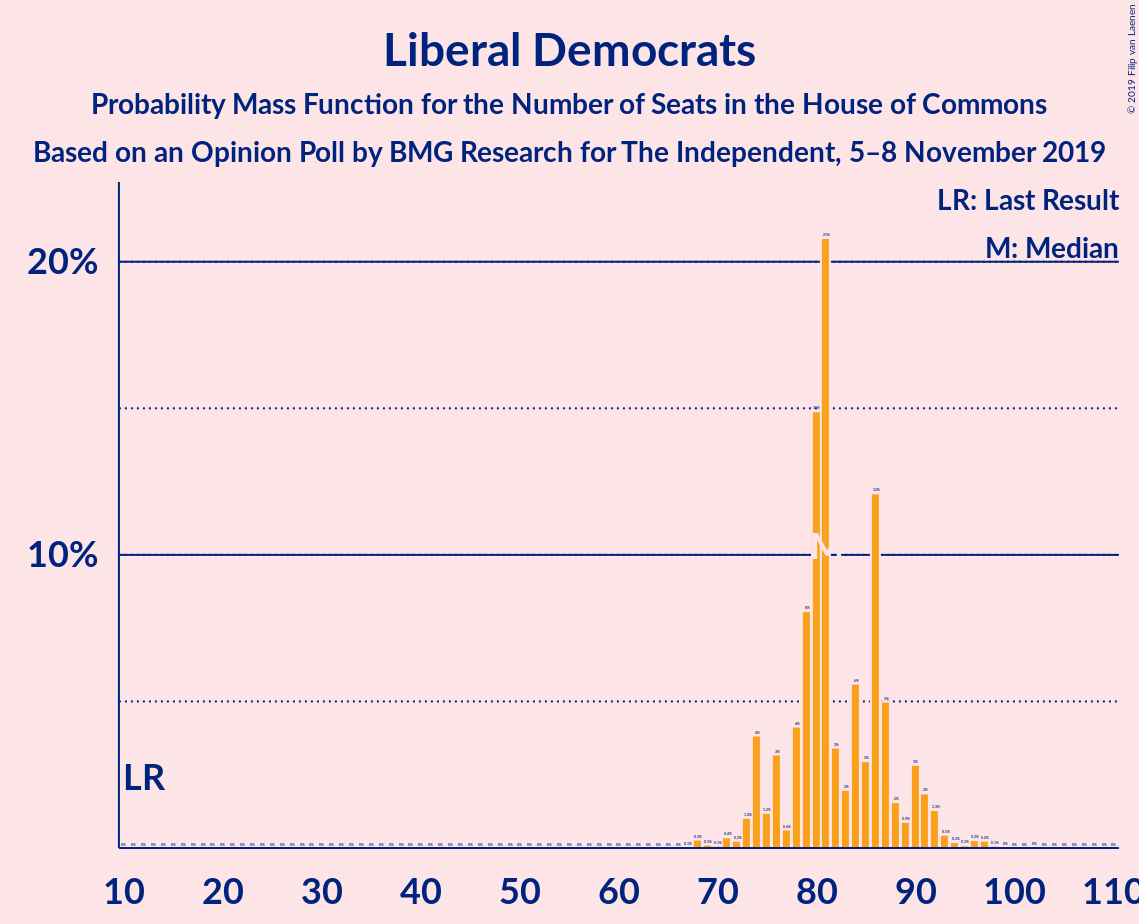 Liberal Democrats
Probability Mass Function for the Number of Seats in the House of Commons
Based on an Opinion Poll by BMG Research for The Independent, 5–8 November 2019
© 2019 Filip van Laenen
LR: Last Result
M: Median
20%
10%
LR
M
10 20 30 40 50 60 70 80 90 100 110